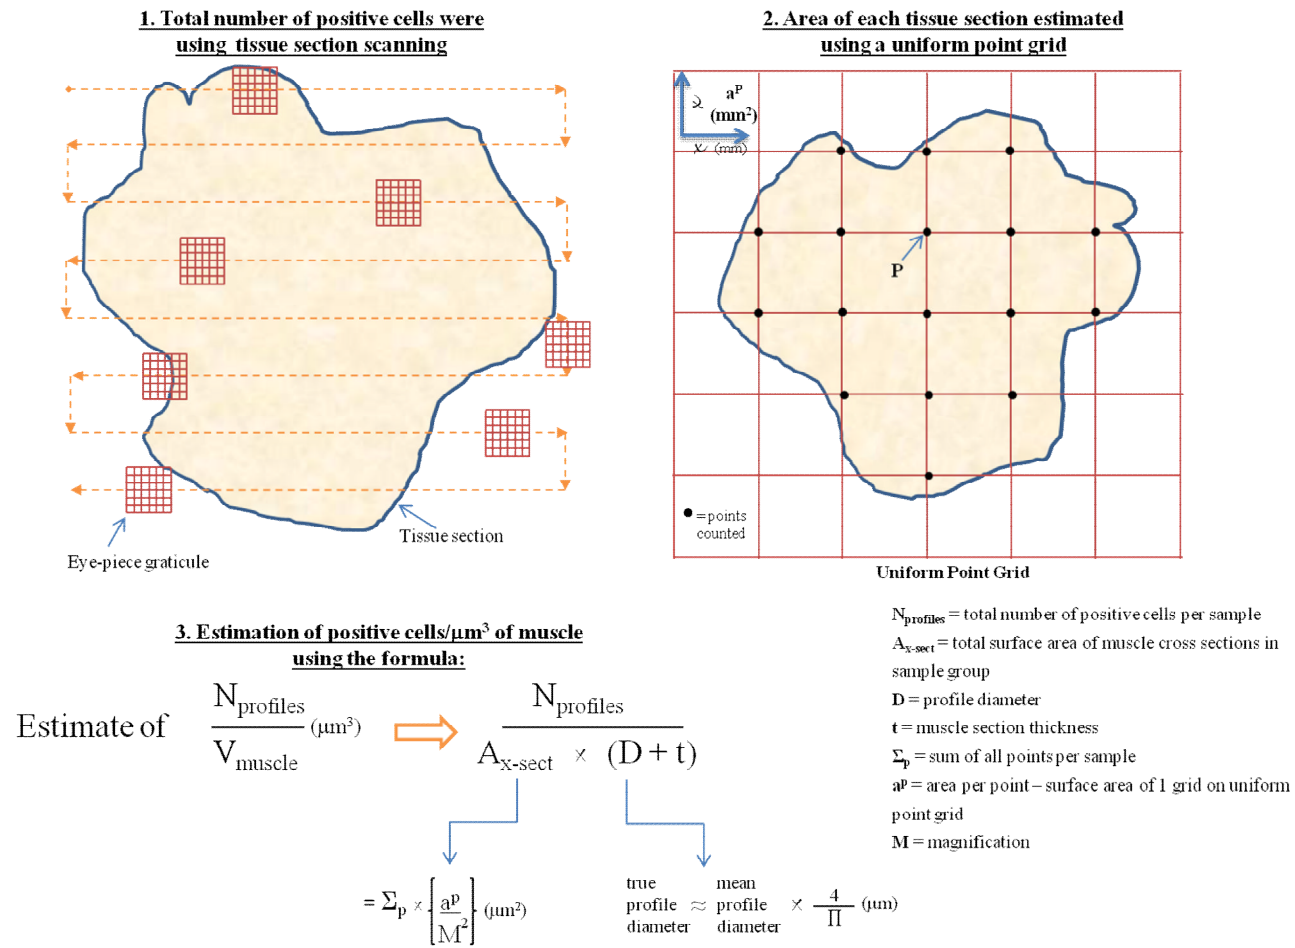 1. Total number of positive cells were
using tissue section scanning
2. Area of each tissue section estimated
using a uniform point grid
aᵖ
(mm²)
(mm)
P
= points
counted
Eye-piece graticule
Tissue section
Uniform Point Grid
3. Estimation of positive cells/µm³ of muscle
using the formula:
Estimate of N_profiles / V_muscle (µm³) ⇨ N_profiles / A_x-sect × (D + t)
= Σ_p × [aᵖ / M²] (µm²)
true profile diameter ≈ mean profile diameter × 4 / Π (µm)
N_profiles = total number of positive cells per sample
A_x-sect = total surface area of muscle cross sections in
sample group
D = profile diameter
t = muscle section thickness
Σ_p = sum of all points per sample
aᵖ = area per point – surface area of 1 grid on uniform
point grid
M = magnification